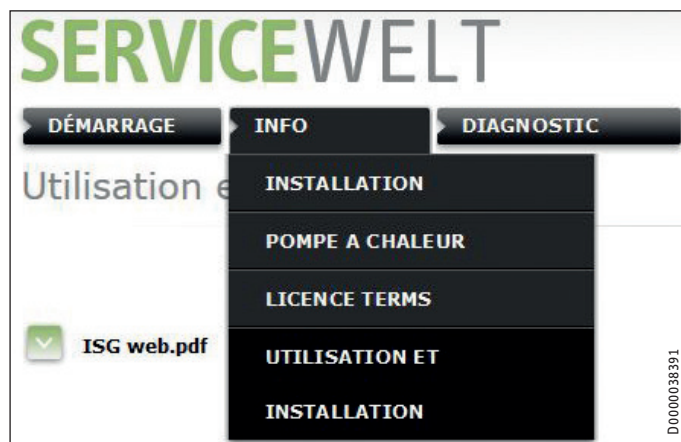 SERVICEWELT
DÉMARRAGE INFO DIAGNOSTIC
Utilisation e
INSTALLATION
POMPE A CHALEUR
LICENCE TERMS
ISG web.pdf
UTILISATION ET
INSTALLATION
D0000038391